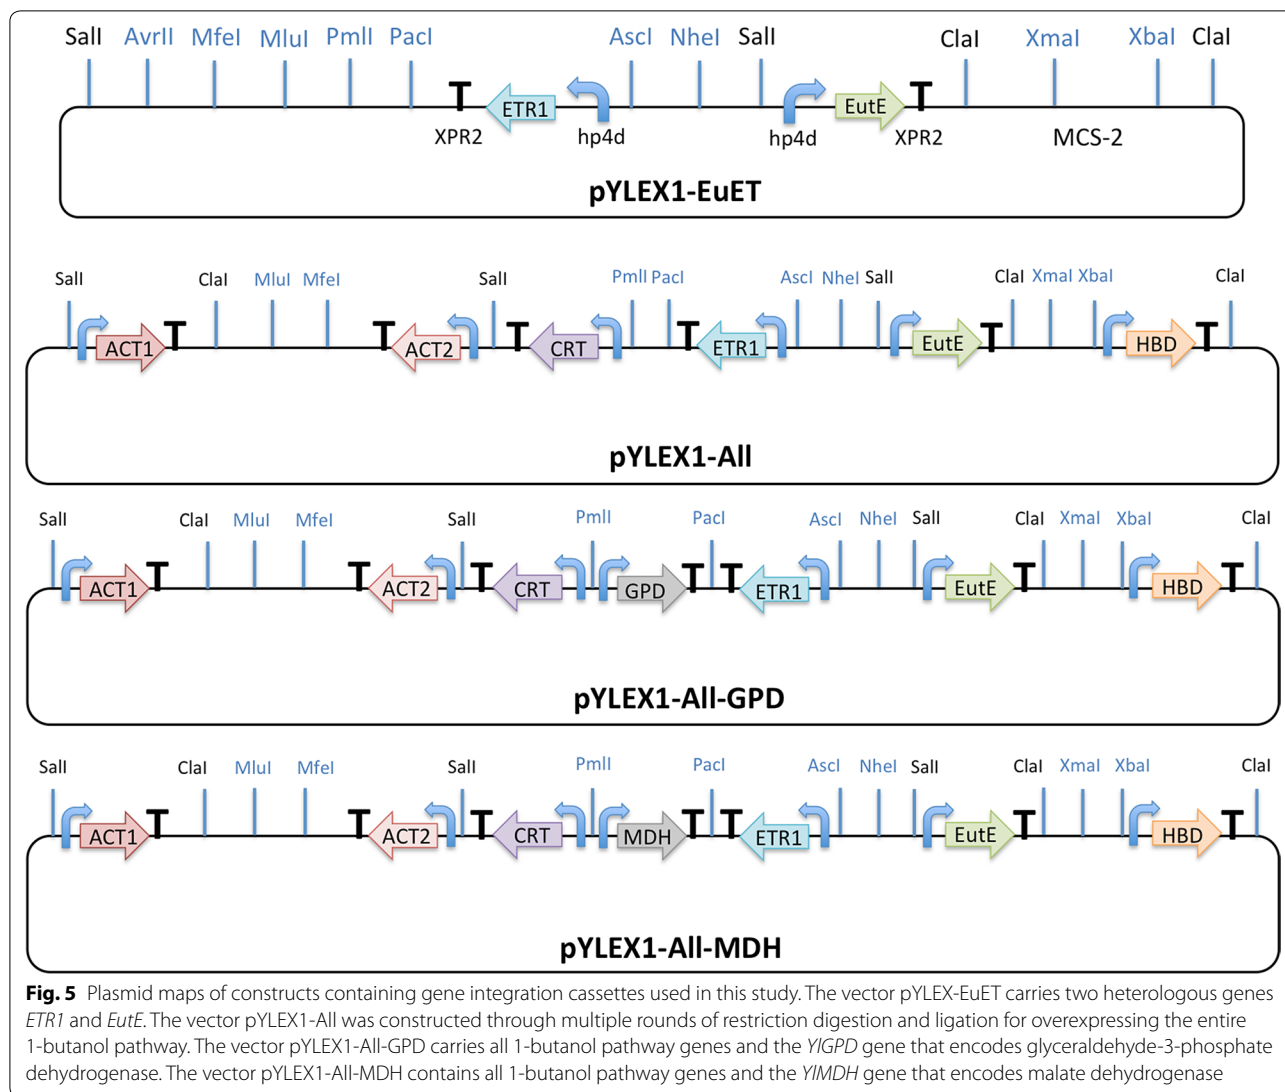 SalI AvrII MfeI MluI PmlI PacI AscI NheI SalI ClaI XmaI XbaI ClaI
T ETR1 EutE T
XPR2 hp4d hp4d XPR2 MCS-2
pYLEX1-EuET
SalI ClaI MluI MfeI SalI PmlI PacI AscI NheI SalI ClaI XmaI XbaI ClaI
ACT1 T T ACT2 T CRT T ETR1 EutE T HBD T
pYLEX1-All
SalI ClaI MluI MfeI SalI PmlI PacI AscI NheI SalI ClaI XmaI XbaI ClaI
ACT1 T T ACT2 T CRT GPD T T ETR1 EutE T HBD T
pYLEX1-All-GPD
SalI ClaI MluI MfeI SalI PmlI PacI AscI NheI SalI ClaI XmaI XbaI ClaI
ACT1 T T ACT2 T CRT MDH T T ETR1 EutE T HBD T
pYLEX1-All-MDH
Fig. 5 Plasmid maps of constructs containing gene integration cassettes used in this study. The vector pYLEX-EuET carries two heterologous genes
ETR1 and EutE. The vector pYLEX1-All was constructed through multiple rounds of restriction digestion and ligation for overexpressing the entire
1-butanol pathway. The vector pYLEX1-All-GPD carries all 1-butanol pathway genes and the YlGPD gene that encodes glyceraldehyde-3-phosphate
dehydrogenase. The vector pYLEX1-All-MDH contains all 1-butanol pathway genes and the YlMDH gene that encodes malate dehydrogenase